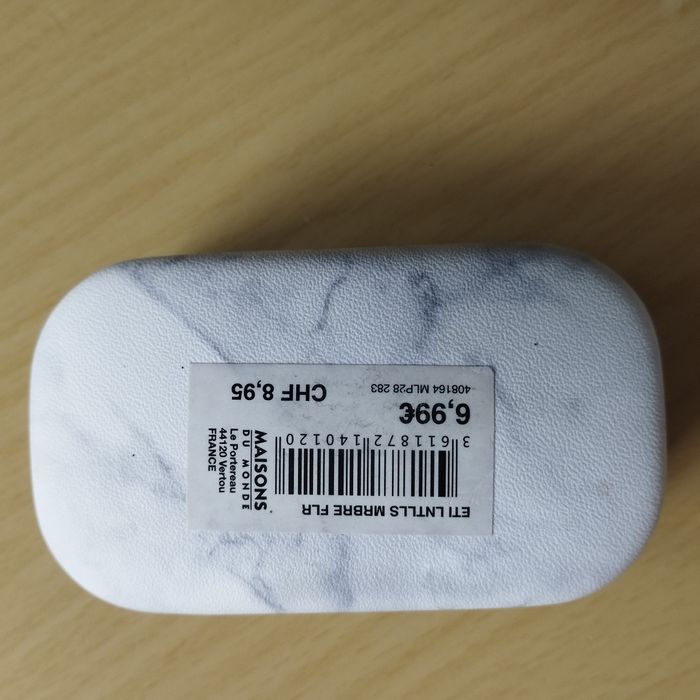 ETI LNTLLS MRBRE FLR
3 611872 140120
6,99€
408164 MLP28 283
CHF 8,95
MAISONS
DU MONDE
Le Portereau
44120 Vertou
FRANCE